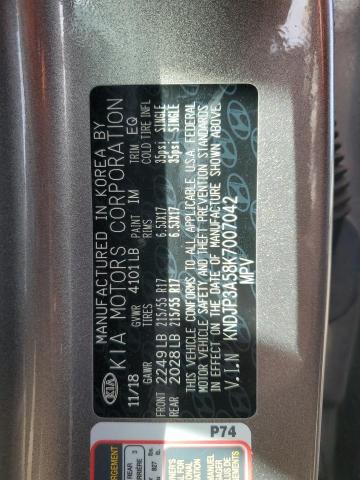 KIA
MANUFACTURED IN KOREA BY
KIA MOTORS CORPORATION
11/18 GVWR 4101LB PAINT IM TRIM EQ
GAWR TIRES RIMS COLD TIRE INFL
FRONT 2249LB 215/55 R17 6.5JX17 35psi SINGLE
REAR 2028LB 215/55 R17 6.5JX17 35psi SINGLE
THIS VEHICLE CONFORMS TO ALL APPLICABLE U.S.A. FEDERAL
MOTOR VEHICLE SAFETY AND THEFT PREVENTION STANDARDS
IN EFFECT ON THE DATE OF MANUFACTURE SHOWN ABOVE.
V.I.N KNDJP3A58K7007042
MPV
P74
REAR 3